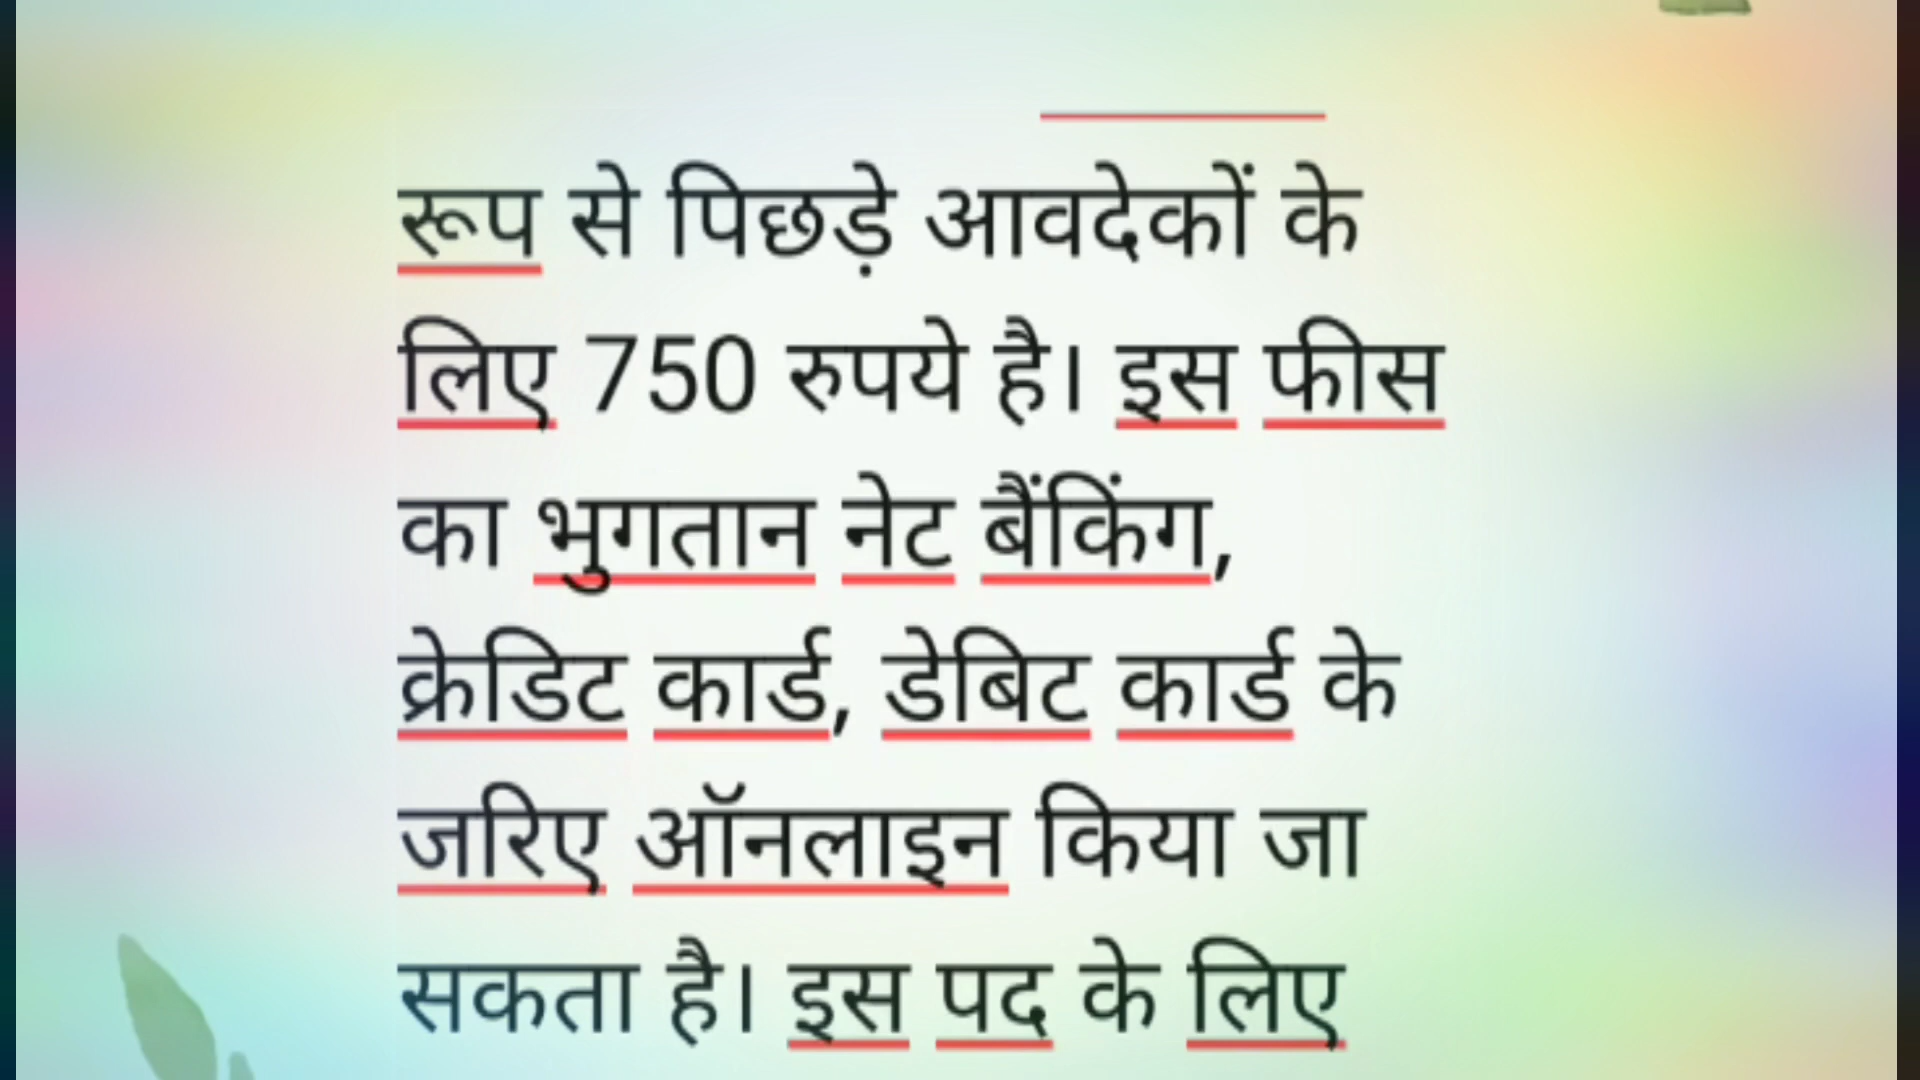 रूप से पिछड़े आवदेकों के
लिए 750 रुपये है। इस फीस
का भुगतान नेट बैंकिंग,
क्रेडिट कार्ड, डेबिट कार्ड के
जरिए ऑनलाइन किया जा
सकता है। इस पद के लिए